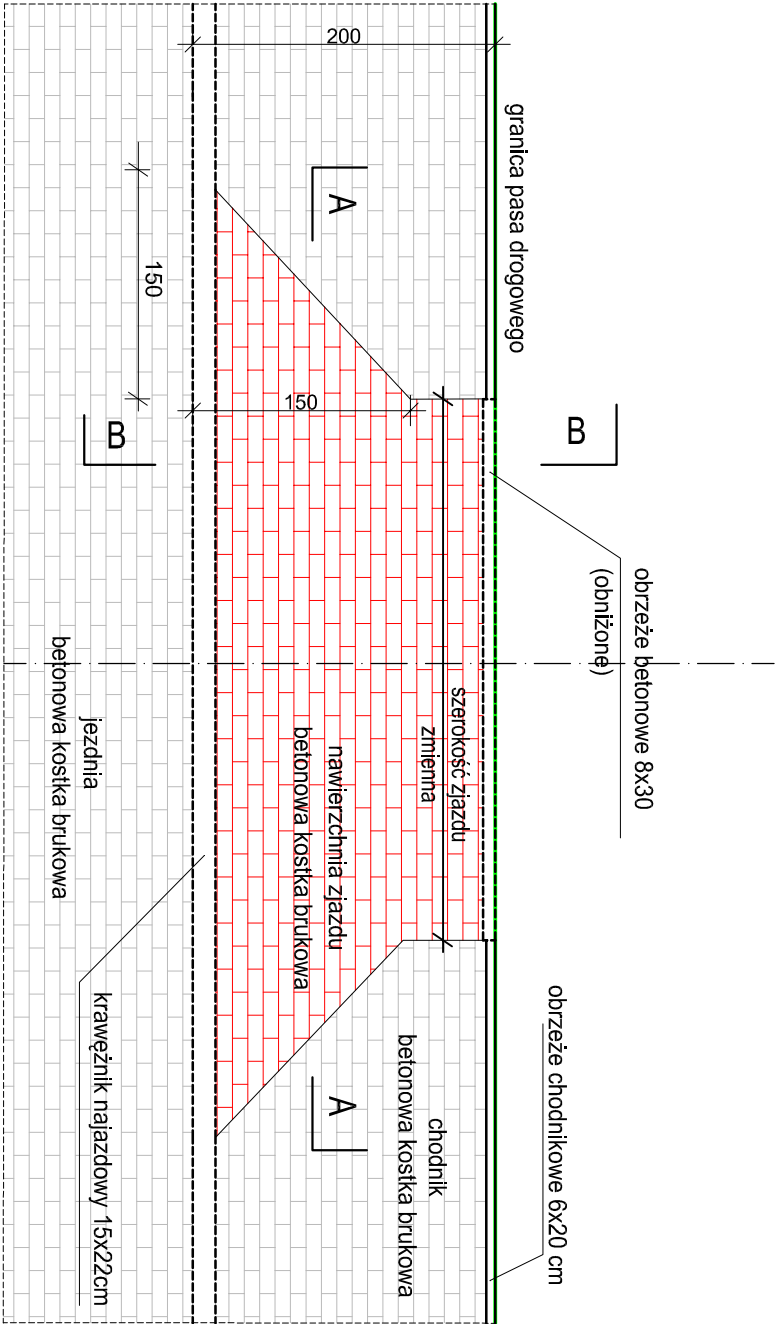 200
granica pasa drogowego
A
150
150
B
B
obrzeże betonowe 8x30
(obniżone)
szerokość zjazdu
zmienna
nawierzchnia zjazdu
betonowa kostka brukowa
jezdnia
betonowa kostka brukowa
krawężnik najazdowy 15x22cm
A
chodnik
betonowa kostka brukowa
obrzeże chodnikowe 6x20 cm